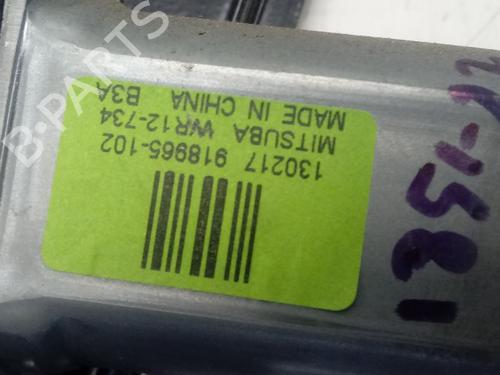 130217 918965-102
MITSUBA WR12-734
MADE IN CHINA B3A
B-PARTS